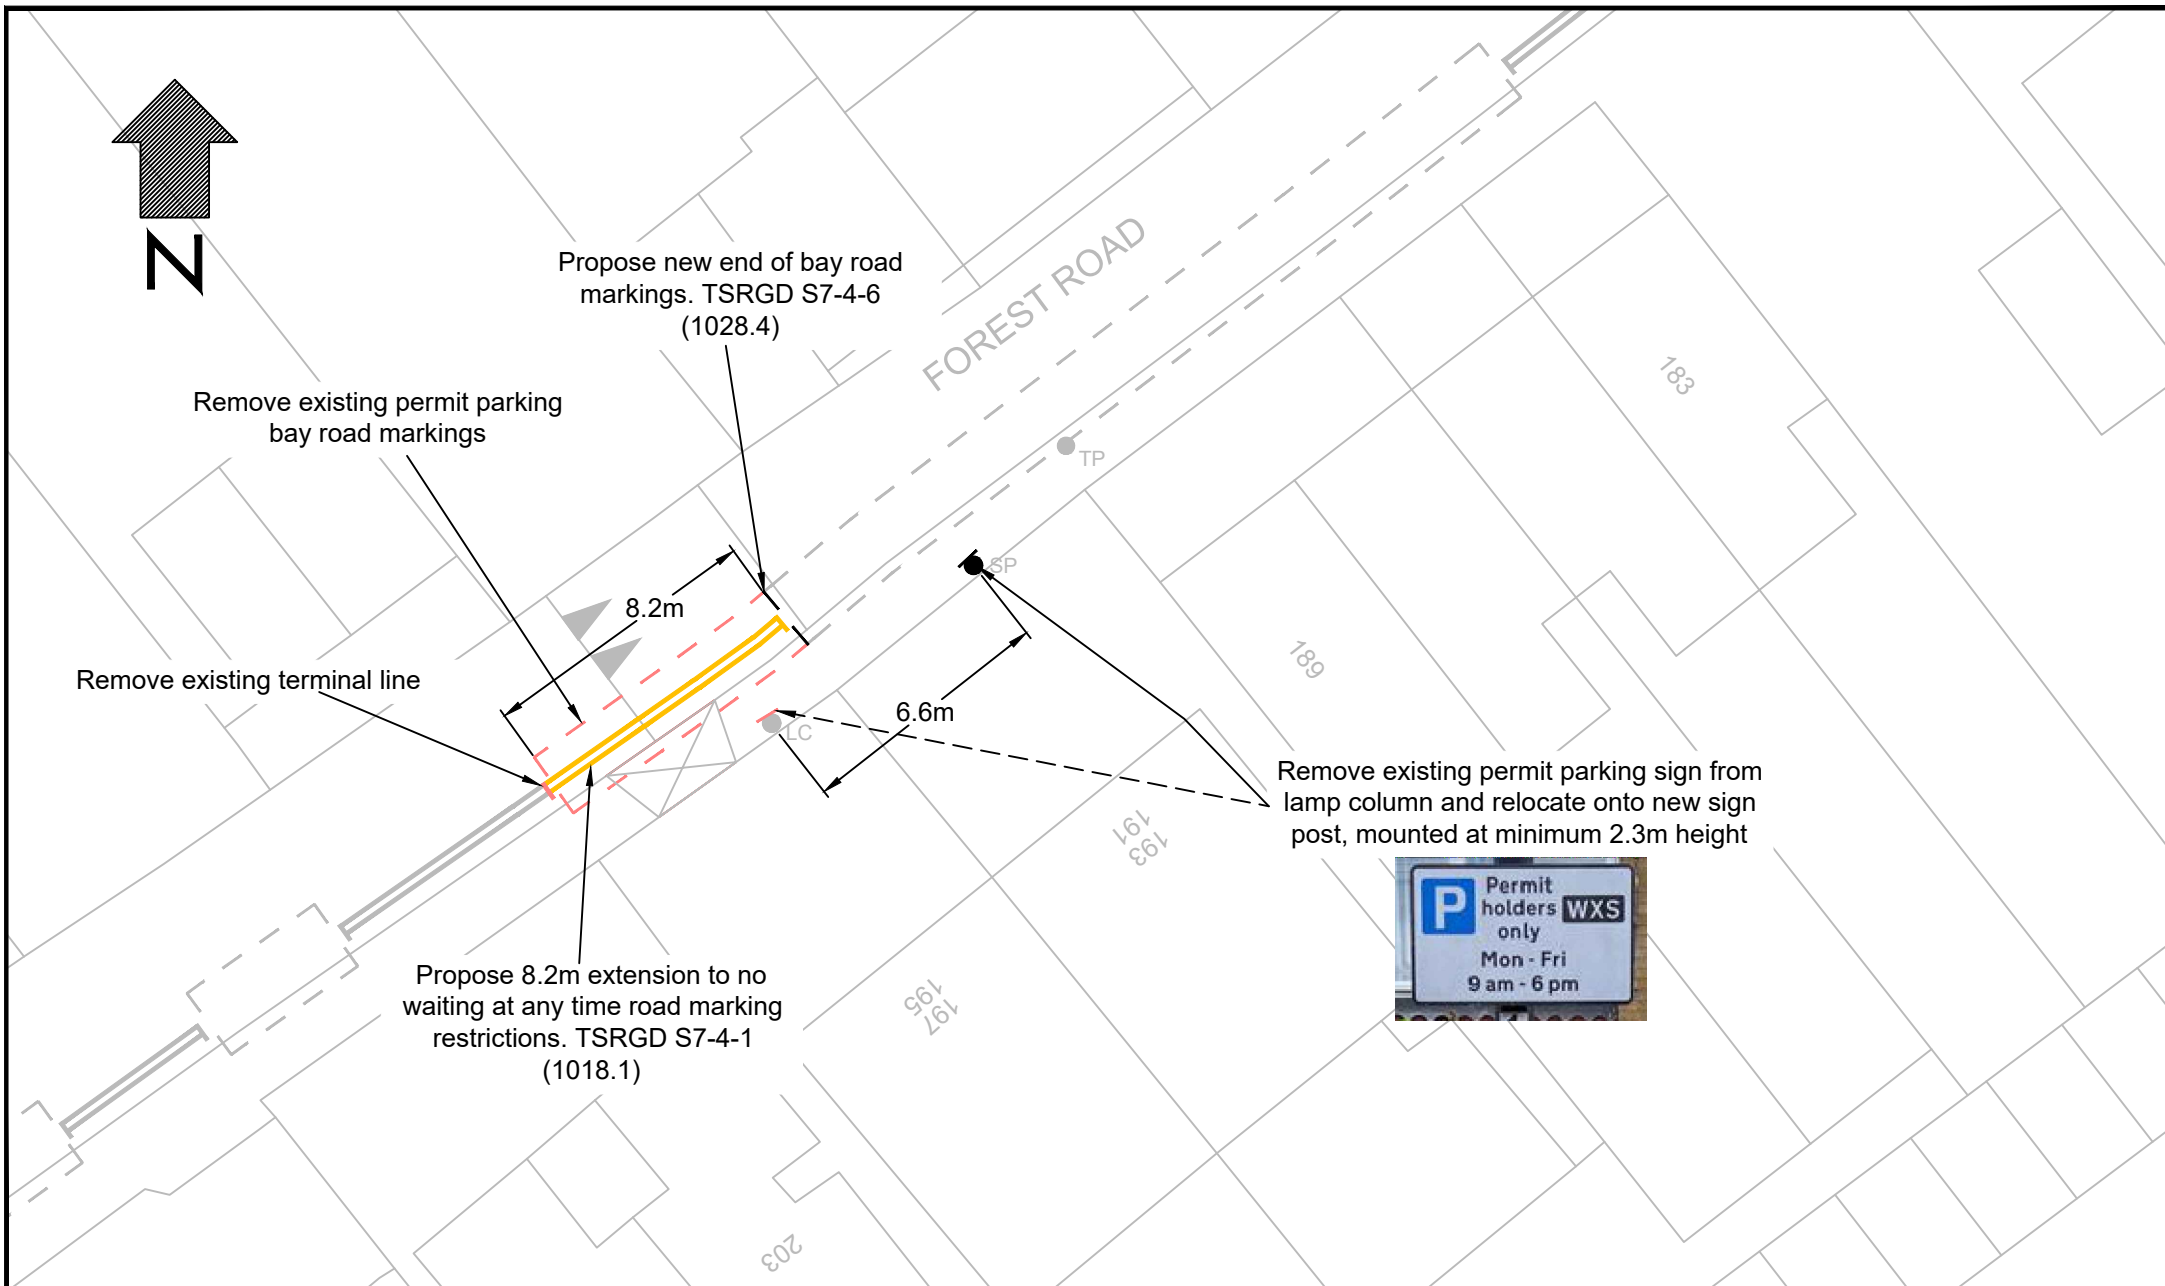 N
Propose new end of bay road
markings. TSRGD S7-4-6
(1028.4)
FOREST ROAD
Remove existing permit parking
bay road markings
183
TP
SP
8.2m
189
Remove existing terminal line
6.6m
LC
Remove existing permit parking sign from
lamp column and relocate onto new sign
post, mounted at minimum 2.3m height
191
193
P
Permit
holders WXS
only
Mon - Fri
9 am - 6 pm
Propose 8.2m extension to no
waiting at any time road marking
restrictions. TSRGD S7-4-1
(1018.1)
195
197
203